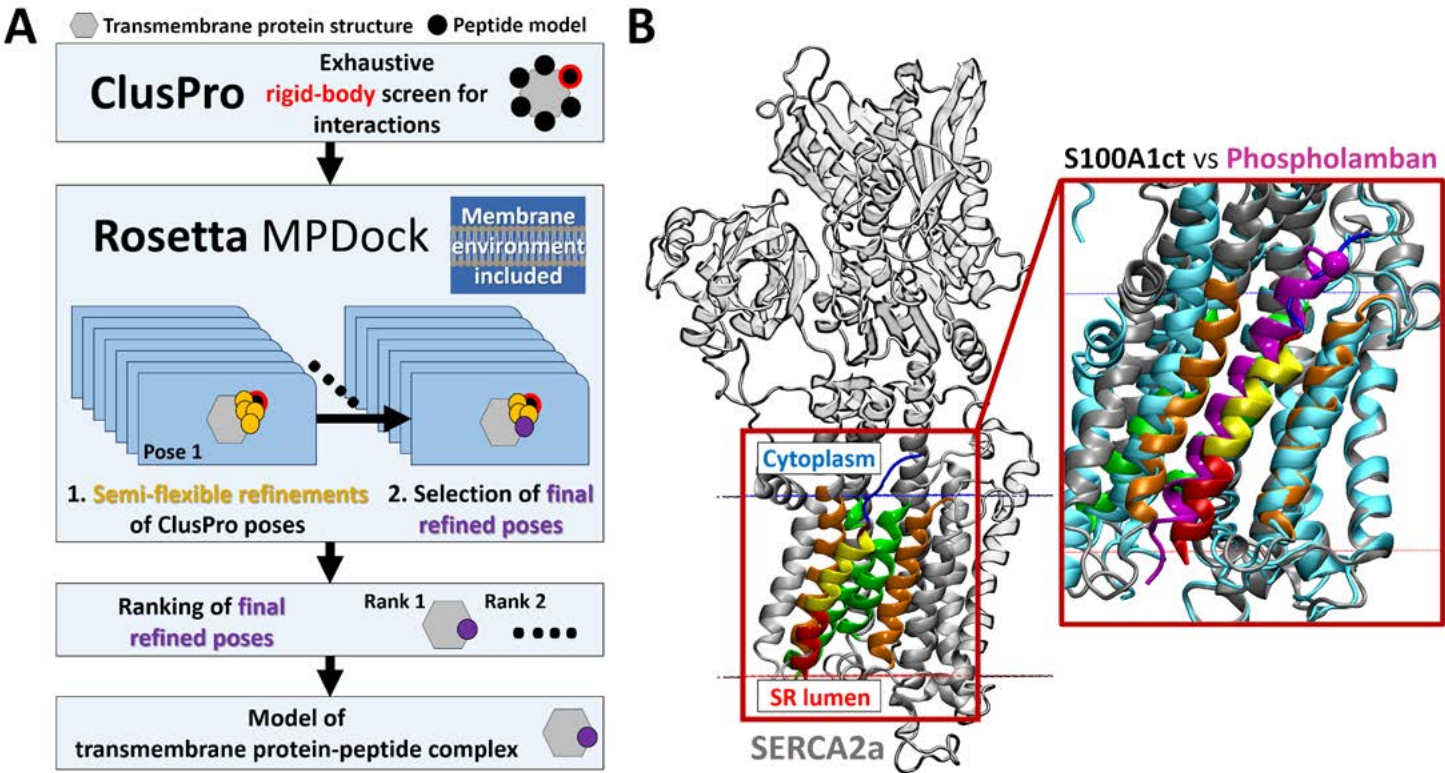 A
Transmembrane protein structure
Peptide model
ClusPro
Exhaustive
rigid-body screen for
interactions
Rosetta MPDock
Membrane
environment
included
Pose 1
1. Semi-flexible refinements
of ClusPro poses
2. Selection of final
refined poses
Ranking of final
refined poses
Rank 1
Rank 2
Model of
transmembrane protein-peptide complex
B
S100A1ct vs Phospholamban
Cytoplasm
SR lumen
SERCA2a